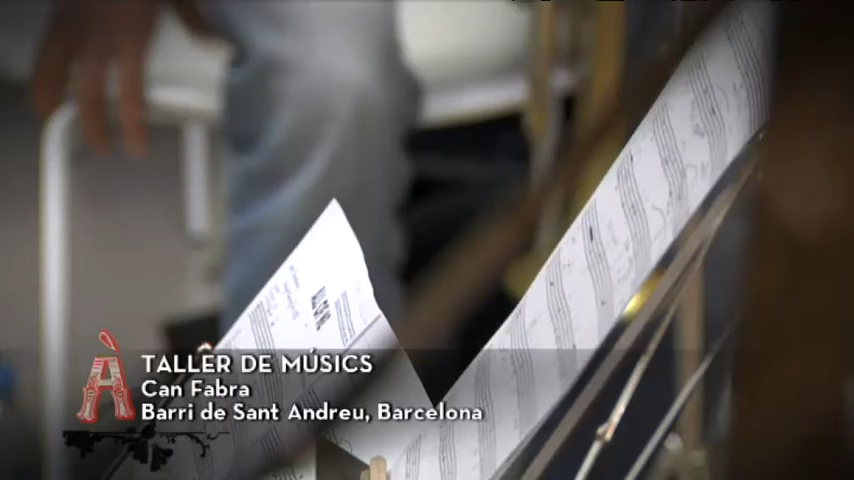 À
TALLER DE MÚSICS
Can Fabra
Barri de Sant Andreu, Barcelona